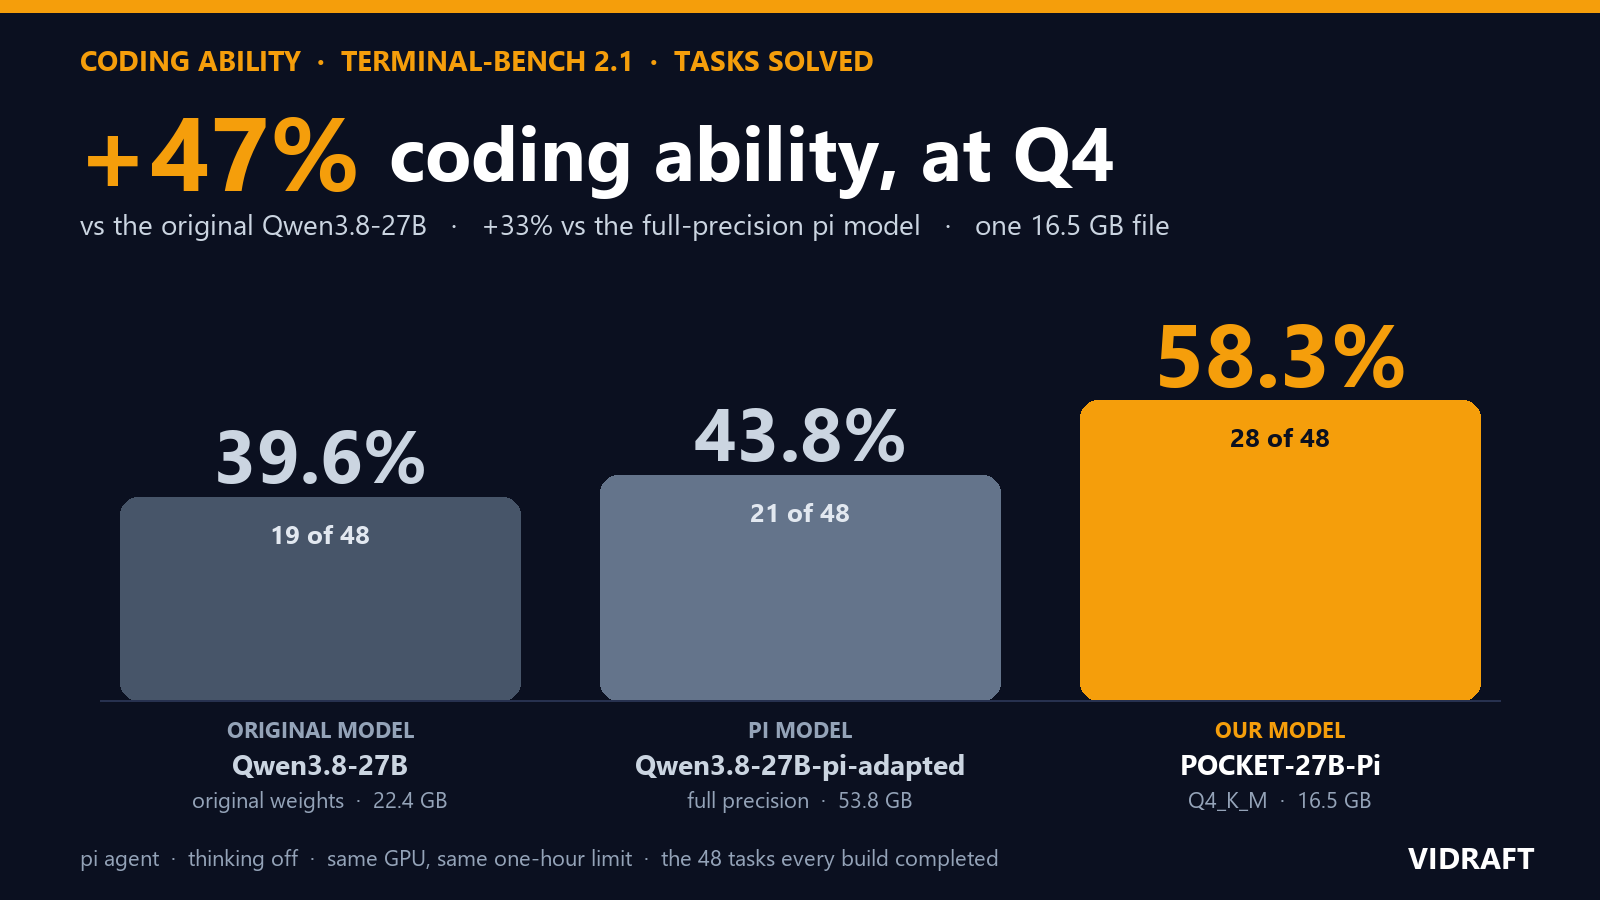 CODING ABILITY · TERMINAL-BENCH 2.1 · TASKS SOLVED
+47% coding ability, at Q4
vs the original Qwen3.8-27B · +33% vs the full-precision pi model · one 16.5 GB file
39.6%
19 of 48
43.8%
21 of 48
58.3%
28 of 48
ORIGINAL MODEL
Qwen3.8-27B
original weights · 22.4 GB
PI MODEL
Qwen3.8-27B-pi-adapted
full precision · 53.8 GB
OUR MODEL
POCKET-27B-Pi
Q4_K_M · 16.5 GB
pi agent · thinking off · same GPU, same one-hour limit · the 48 tasks every build completed
VIDRAFT